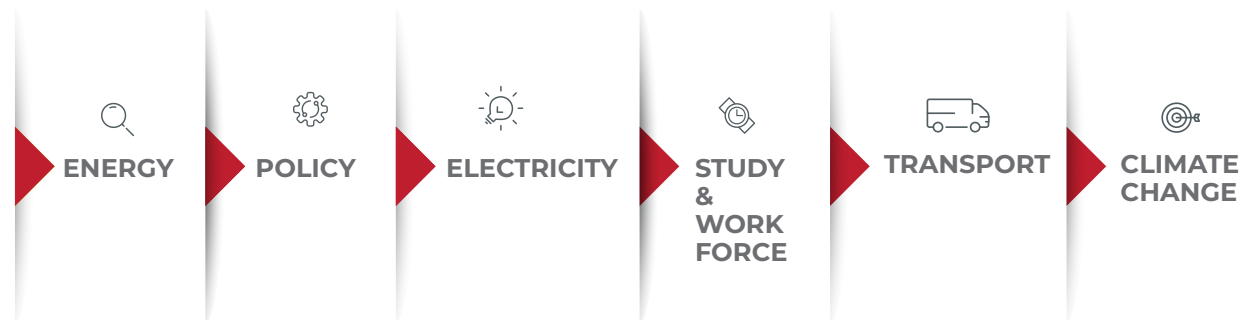 ENERGY
POLICY
ELECTRICITY
STUDY
&
WORK
FORCE
TRANSPORT
CLIMATE
CHANGE